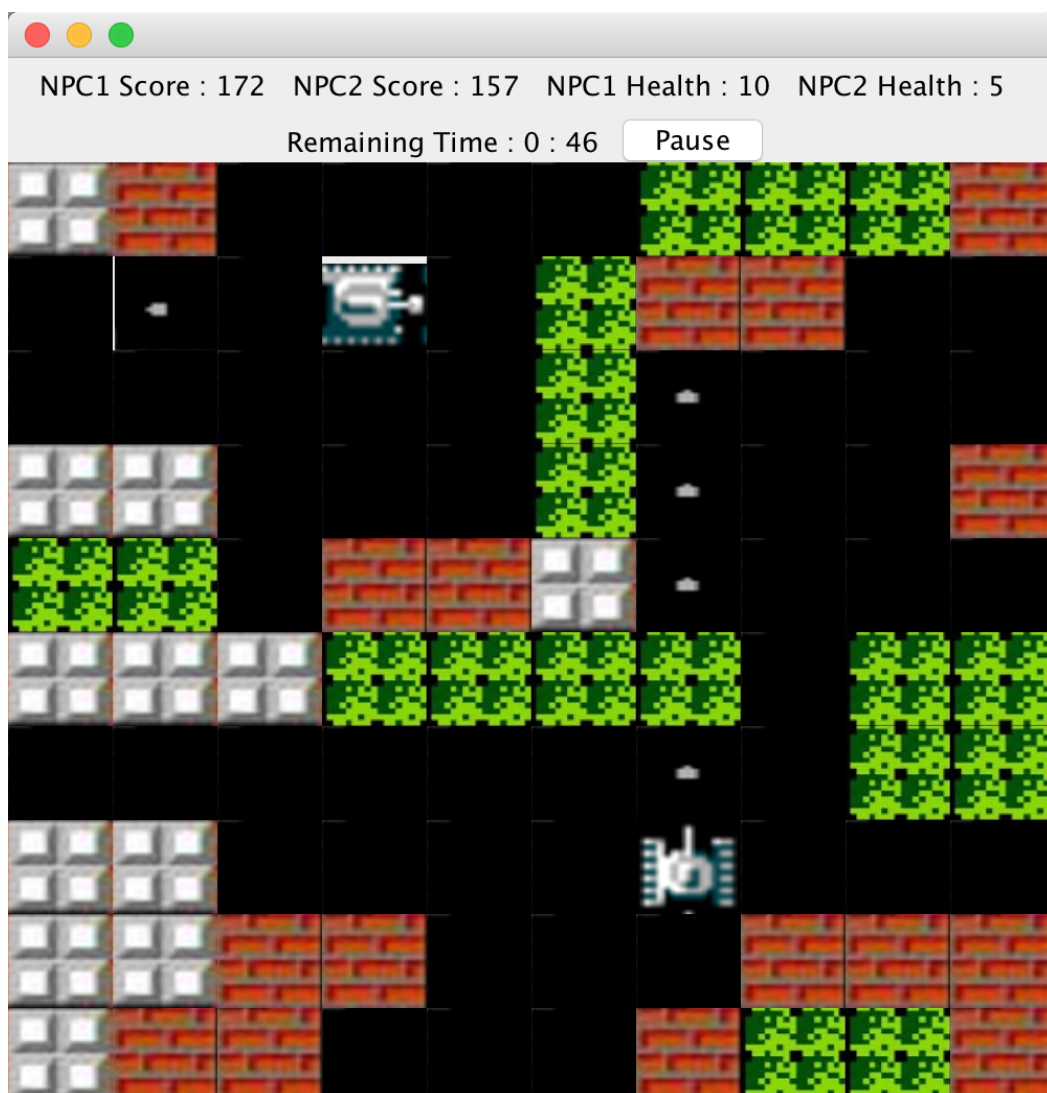 NPC1 Score : 172 NPC2 Score : 157 NPC1 Health : 10 NPC2 Health : 5
Remaining Time : 0 : 46 Pause